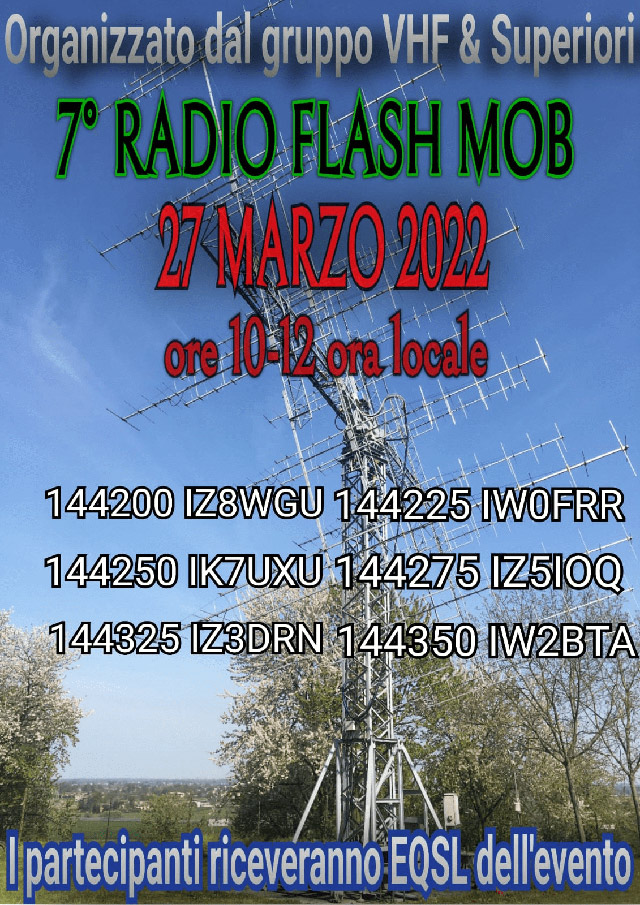 Organizzato dal gruppo VHF & Superiori
7° RADIO FLASH MOB
27 MARZO 2022
ore 10-12 ora locale
144200 IZ8WGU 144225 IW0FRR
144250 IK7UXU 144275 IZ5IOQ
144325 IZ3DRN 144350 IW2BTA
I partecipanti riceveranno EQSL dell'evento